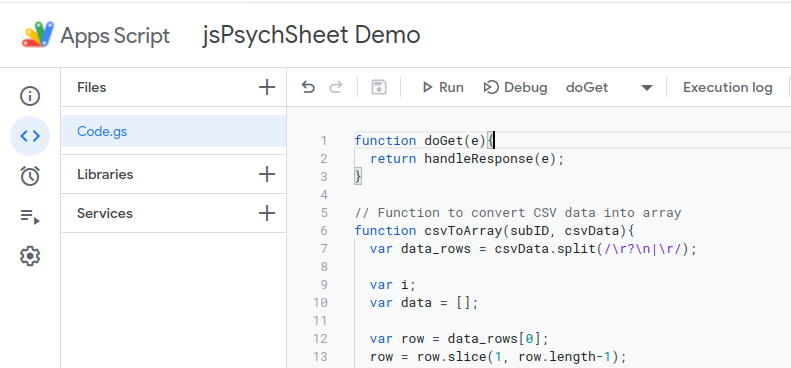 Apps Script jsPsychSheet Demo
Files
Run Debug doGet Execution log
Code.gs
Libraries
Services
1 function doGet(e){
2 return handleResponse(e);
3 }
4
5 // Function to convert CSV data into array
6 function csvToArray(subID, csvData){
7 var data_rows = csvData.split(/\r?\n|\r/);
8
9 var i;
10 var data = [];
11
12 var row = data_rows[0];
13 row = row.slice(1, row.length-1);